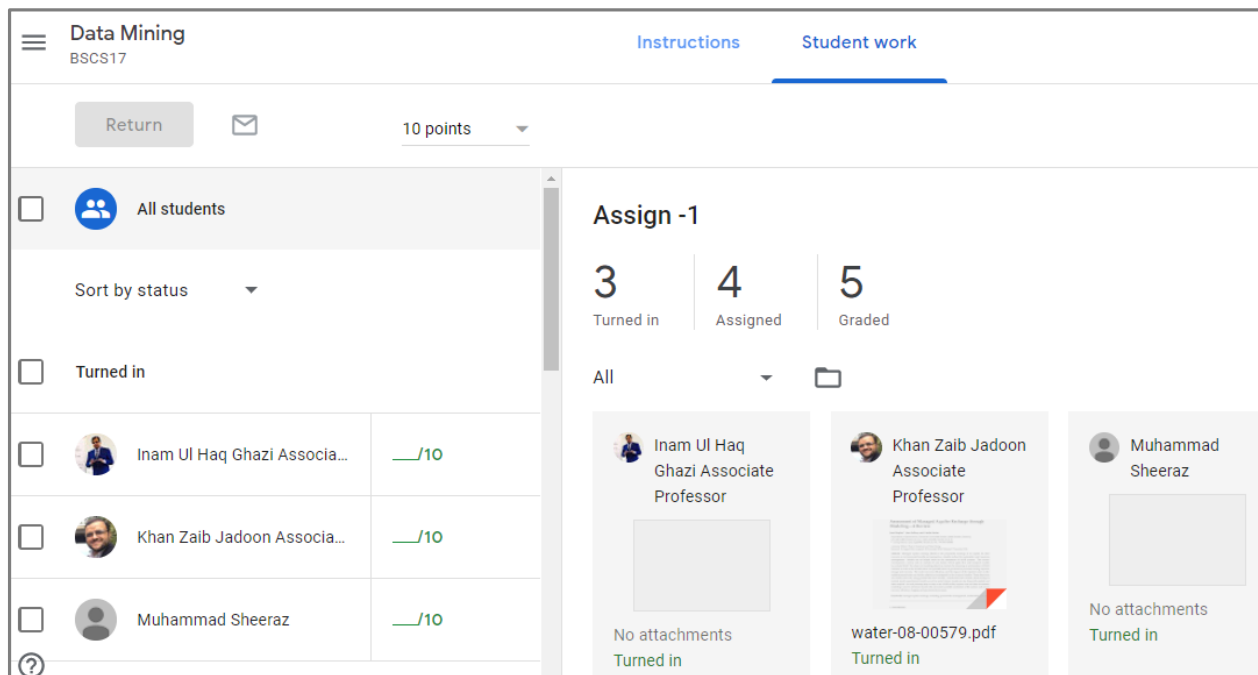 Data Mining
BSCS17
Instructions
Student work
Return
10 points
All students
Sort by status
Turned in
Inam Ul Haq Ghazi Associa...
__/10
Khan Zaib Jadoon Associa...
__/10
Muhammad Sheeraz
__/10
Assign -1
3
Turned in
4
Assigned
5
Graded
All
Inam Ul Haq
Ghazi Associate
Professor
No attachments
Turned in
Khan Zaib Jadoon
Associate
Professor
water-08-00579.pdf
Turned in
Muhammad
Sheeraz
No attachments
Turned in